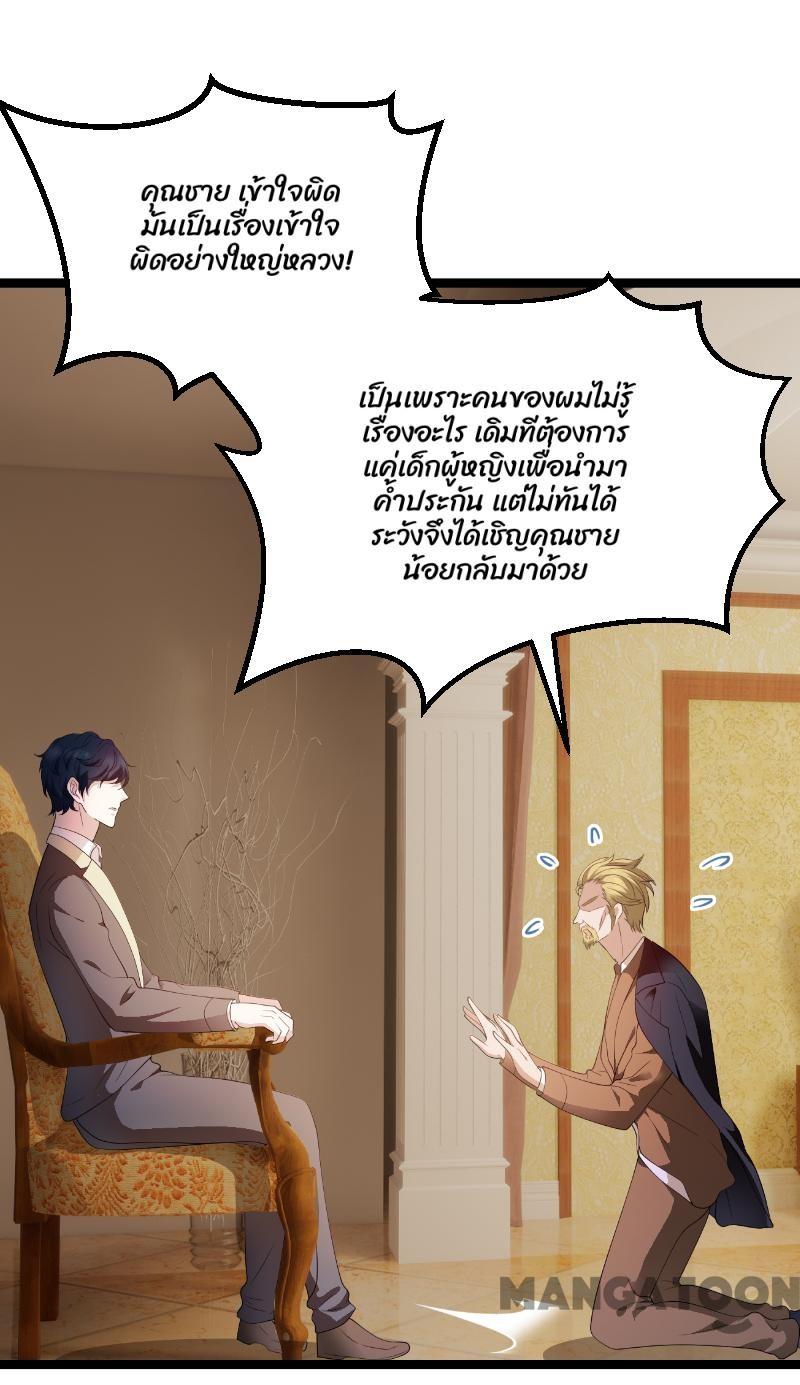 คุณชาย เข้าใจผิด
มันเป็นเรื่องเข้าใจ
ผิดอย่างใหญ่หลวง!
เป็นเพราะคนของผมไม่รู้
เรื่องอะไร เดิมทีต้องการ
แค่เด็กผู้หญิงเพื่อนำมา
ค้ำประกัน แต่ไม่ทันได้
ระวังจึงได้เชิญคุณชาย
น้อยกลับมาด้วย
MANGATOON